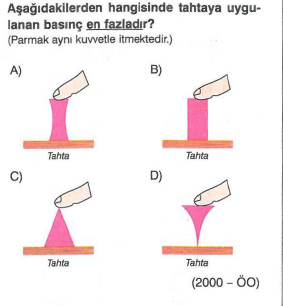 Aşağıdakilerden hangisinde tahtaya uygu-
lanan basınç en fazladır?
(Parmak aynı kuvvetle itmektedir.)
A)
B)
Tahta
Tahta
C)
D)
Tahta
Tahta
(2000 – ÖO)